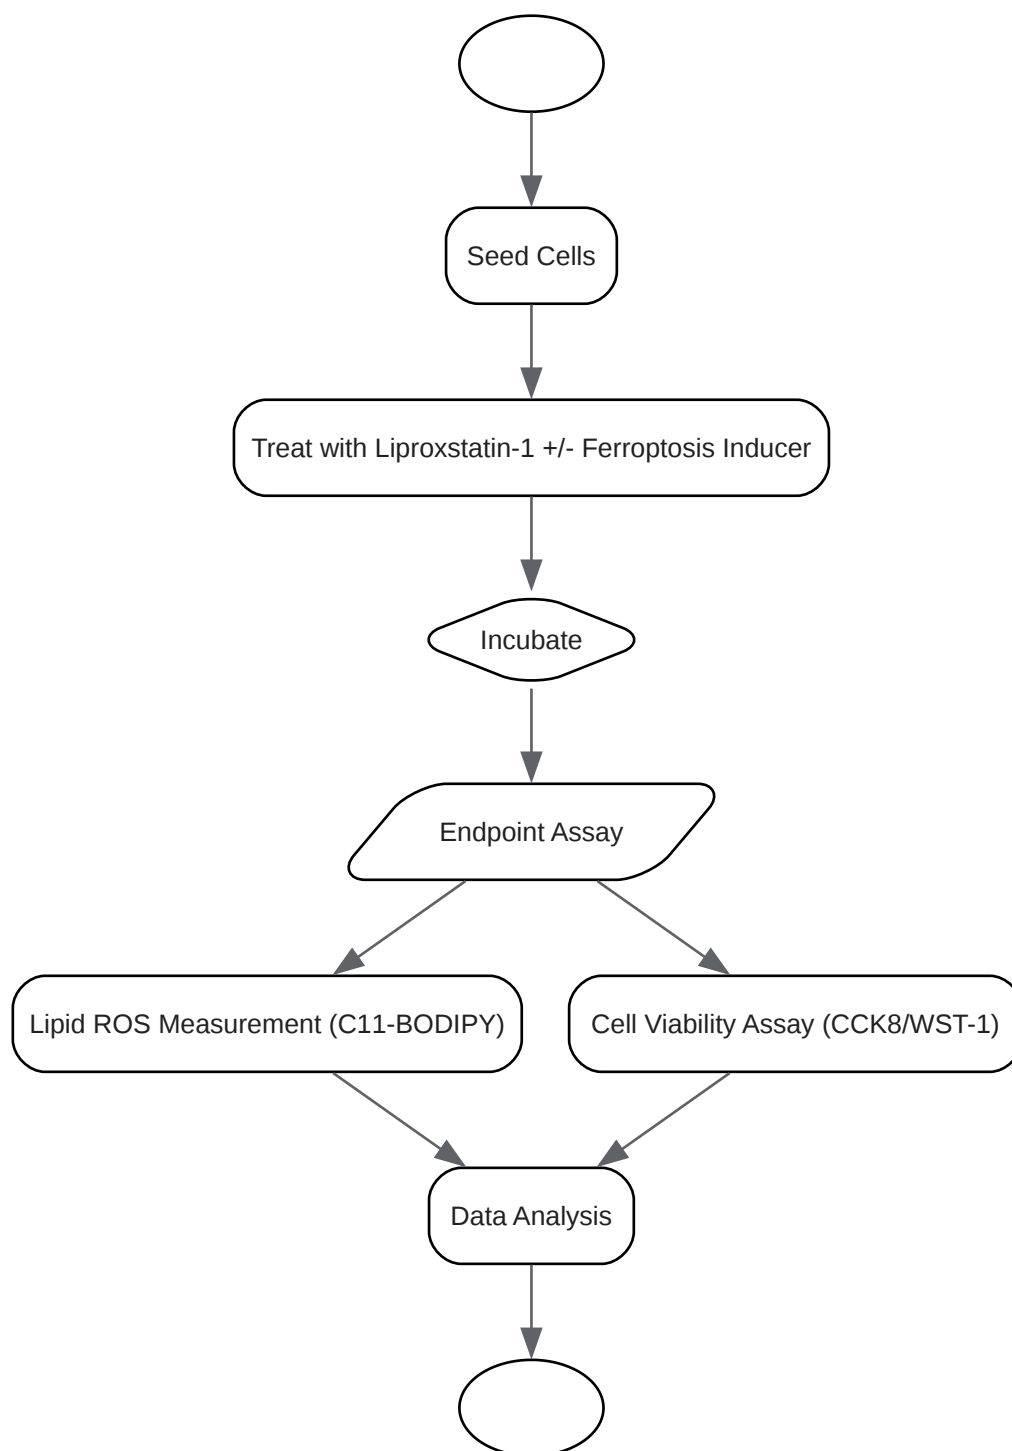 Seed Cells
Treat with Liproxstatin-1 +/- Ferroptosis Inducer
Incubate
Endpoint Assay
Lipid ROS Measurement (C11-BODIPY)
Cell Viability Assay (CCK8/WST-1)
Data Analysis